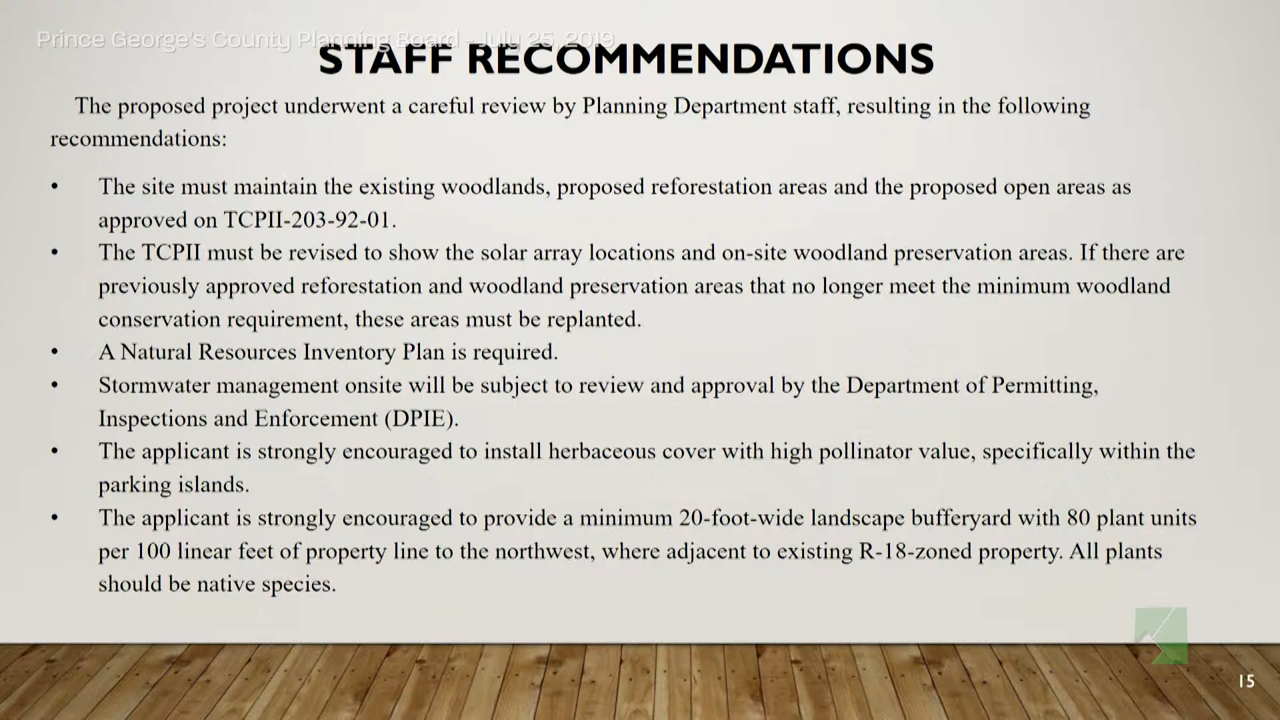 Prince George's County Planning Board - July 25, 2019
STAFF RECOMMENDATIONS
The proposed project underwent a careful review by Planning Department staff, resulting in the following
recommendations:
• The site must maintain the existing woodlands, proposed reforestation areas and the proposed open areas as
approved on TCPII-203-92-01.
• The TCPII must be revised to show the solar array locations and on-site woodland preservation areas. If there are
previously approved reforestation and woodland preservation areas that no longer meet the minimum woodland
conservation requirement, these areas must be replanted.
• A Natural Resources Inventory Plan is required.
• Stormwater management onsite will be subject to review and approval by the Department of Permitting,
Inspections and Enforcement (DPIE).
• The applicant is strongly encouraged to install herbaceous cover with high pollinator value, specifically within the
parking islands.
• The applicant is strongly encouraged to provide a minimum 20-foot-wide landscape bufferyard with 80 plant units
per 100 linear feet of property line to the northwest, where adjacent to existing R-18-zoned property. All plants
should be native species.
15